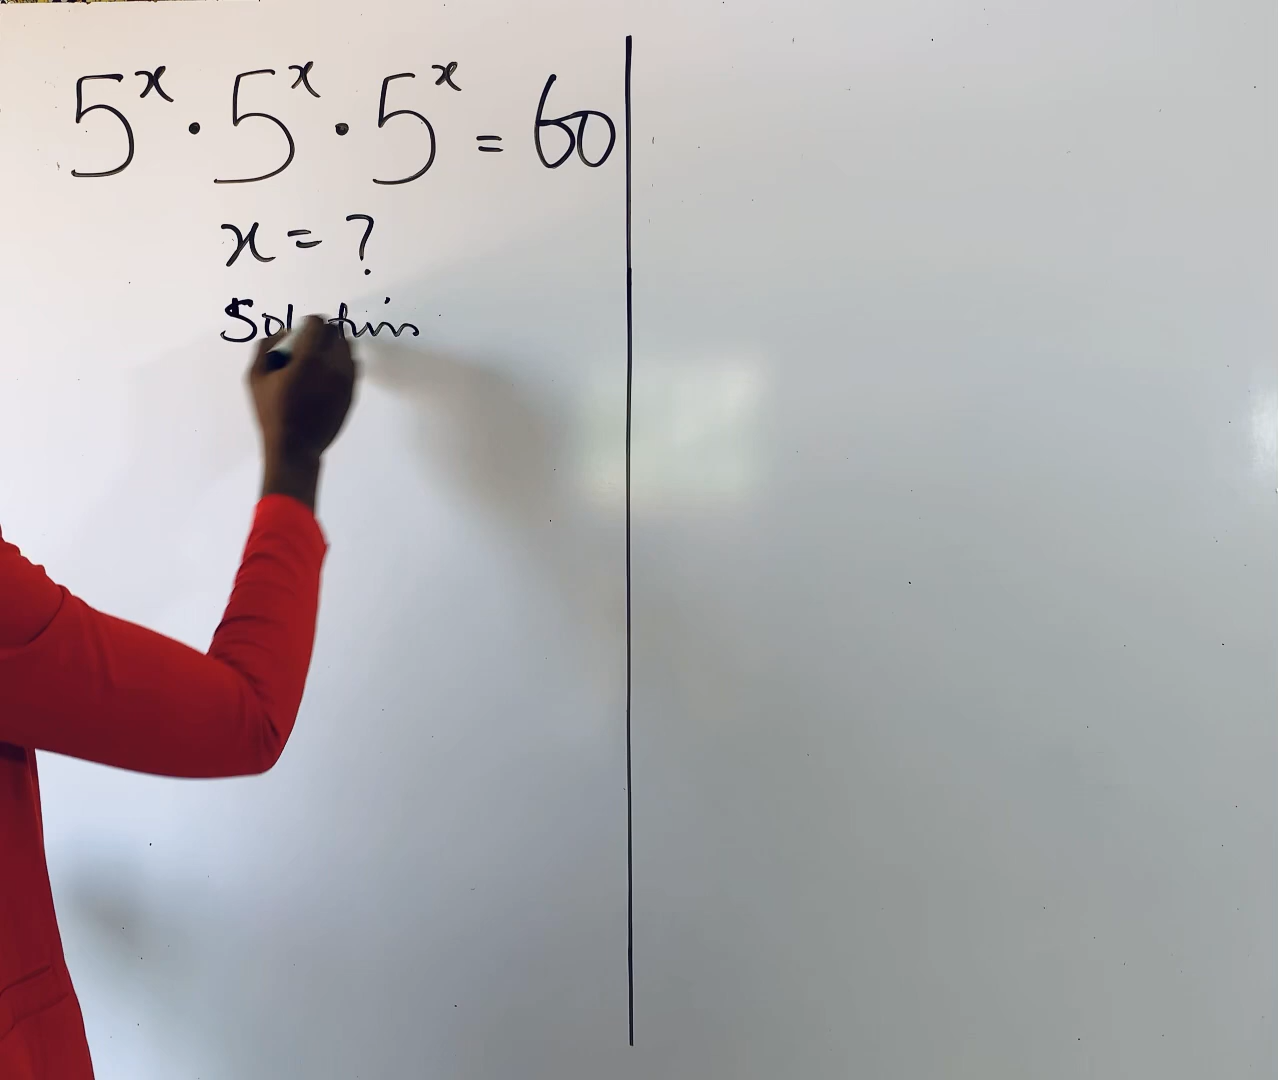 5^x · 5^x · 5^x = 60
x = ?